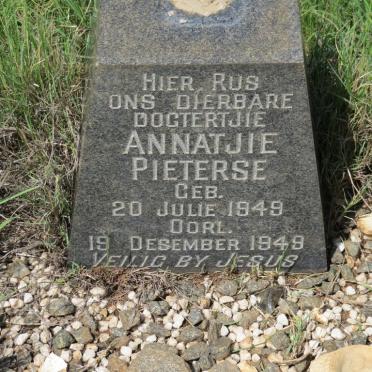 HIER RUS
ONS DIERBARE
DOGTERTJIE
ANNATJIE
PIETERSE
GEB.
20 JULIE 1949
OORL.
19 DESEMBER 1949
VEILIG BY JESUS